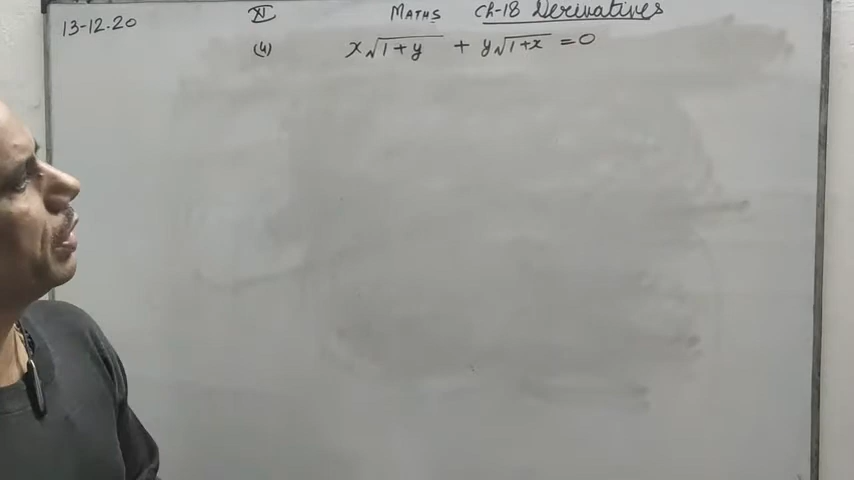 13-12-20 XI MATHS Ch-18 Derivatives
(4) x√1+y + y√1+x = 0